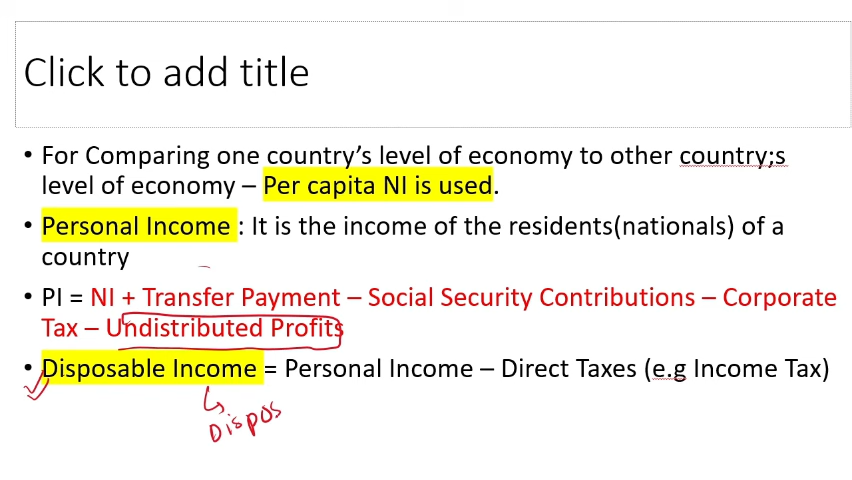 Click to add title
• For Comparing one country's level of economy to other country;s
level of economy – Per capita NI is used.
• Personal Income : It is the income of the residents(nationals) of a
country
• PI = NI + Transfer Payment – Social Security Contributions – Corporate
Tax – Undistributed Profits
• Disposable Income = Personal Income – Direct Taxes (e.g Income Tax)
Dispos